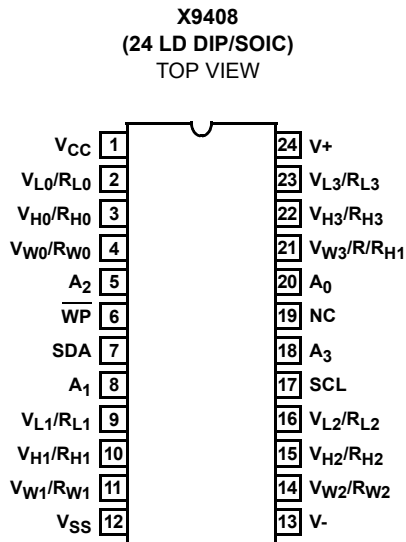 X9408
(24 LD DIP/SOIC)
TOP VIEW
VCC 1 24 V+
VL0/RL0 2 23 VL3/RL3
VH0/RH0 3 22 VH3/RH3
VW0/RW0 4 21 VW3/R/RH1
A2 5 20 A0
WP 6 19 NC
SDA 7 18 A3
A1 8 17 SCL
VL1/RL1 9 16 VL2/RL2
VH1/RH1 10 15 VH2/RH2
VW1/RW1 11 14 VW2/RW2
VSS 12 13 V-